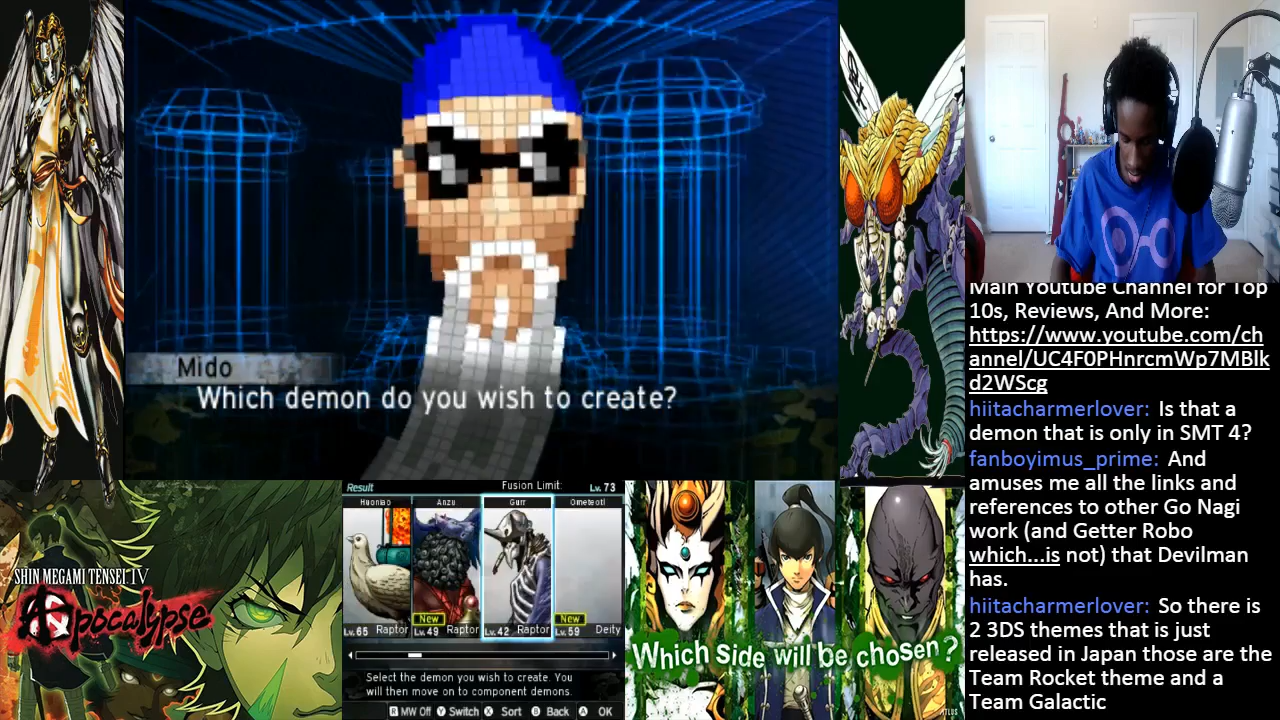 Mido
Which demon do you wish to create?
Result
Fusion Limit: Lv. 73
Huoniao
Anzu
Gurr
Ometeotl
New
New
Lv. 65 Raptor
Lv. 49 Raptor
Lv. 42 Raptor
Lv. 59 Deity
Select the demon you wish to create. You
will then move on to component demons.
R MW Off Y Switch X Sort B Back A OK
SHIN MEGAMI TENSEI IV
Apocalypse
Which Side will be chosen?
ATLUS
Main Youtube Channel for Top
10s, Reviews, And More:
https://www.youtube.com/ch
annel/UC4F0PHnrcmWp7MBlk
d2WScg
hiitacharmerlover: Is that a
demon that is only in SMT 4?
fanboyimus_prime: And
amuses me all the links and
references to other Go Nagi
work (and Getter Robo
which...is not) that Devilman
has.
hiitacharmerlover: So there is
2 3DS themes that is just
released in Japan those are the
Team Rocket theme and a
Team Galactic